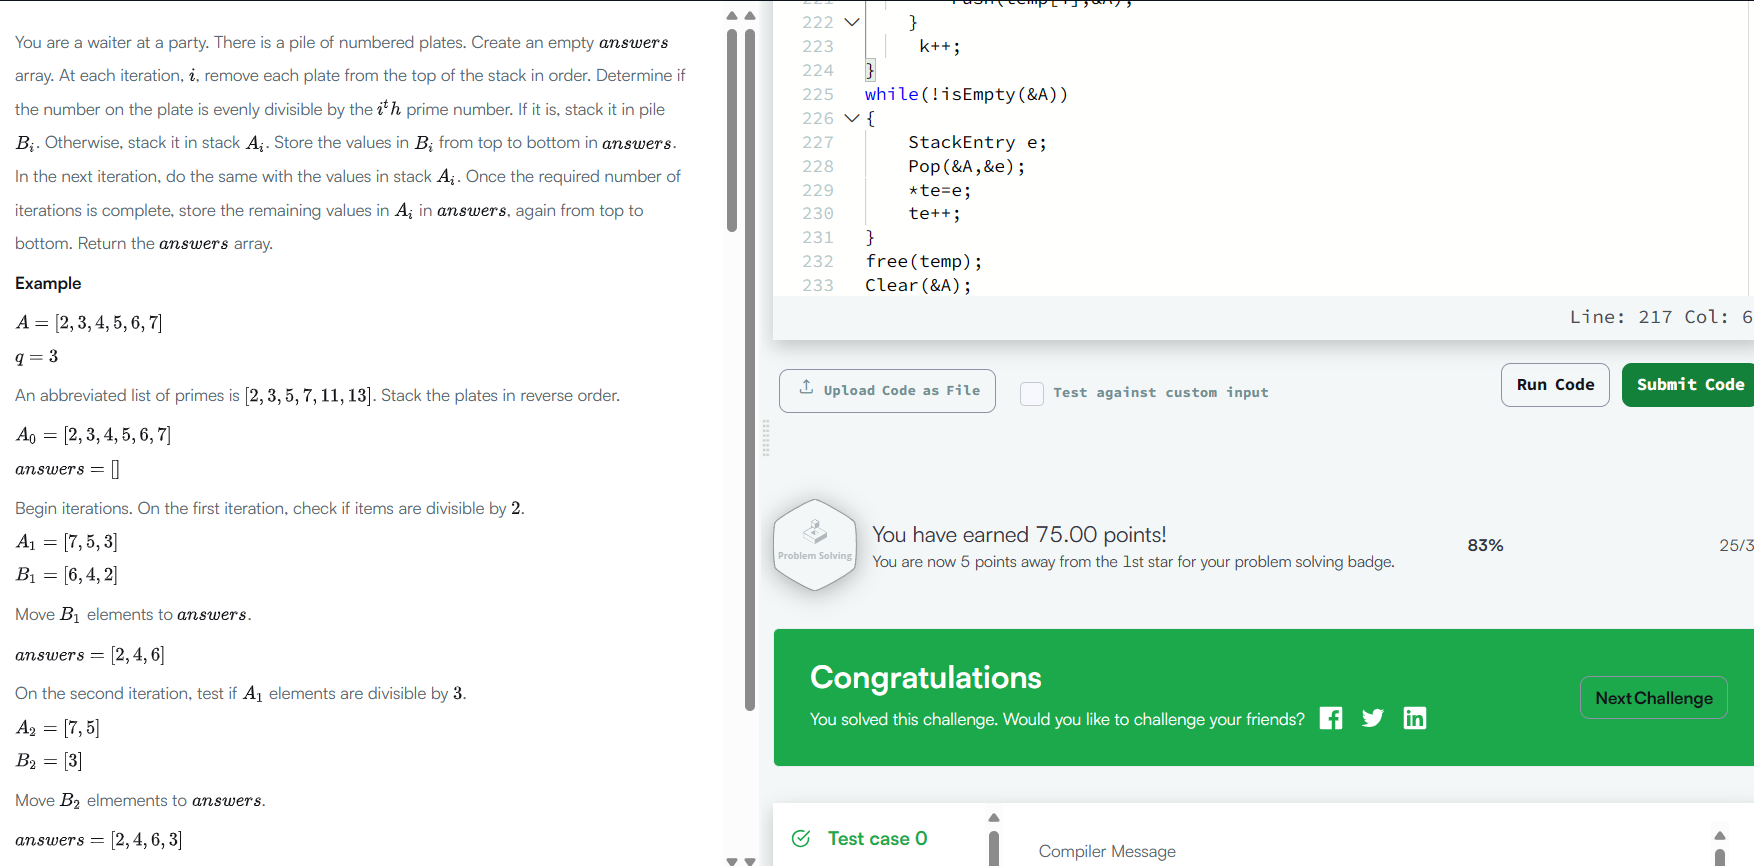 You are a waiter at a party. There is a pile of numbered plates. Create an empty answers
array. At each iteration, i, remove each plate from the top of the stack in order. Determine if
the number on the plate is evenly divisible by the i^th prime number. If it is, stack it in pile
B_i. Otherwise, stack it in stack A_i. Store the values in B_i from top to bottom in answers.
In the next iteration, do the same with the values in stack A_i. Once the required number of
iterations is complete, store the remaining values in A_i in answers, again from top to
bottom. Return the answers array.
Example
A = [2, 3, 4, 5, 6, 7]
q = 3
An abbreviated list of primes is [2, 3, 5, 7, 11, 13]. Stack the plates in reverse order.
A_0 = [2, 3, 4, 5, 6, 7]
answers = []
Begin iterations. On the first iteration, check if items are divisible by 2.
A_1 = [7, 5, 3]
B_1 = [6, 4, 2]
Move B_1 elements to answers.
answers = [2, 4, 6]
On the second iteration, test if A_1 elements are divisible by 3.
A_2 = [7, 5]
B_2 = [3]
Move B_2 elmements to answers.
answers = [2, 4, 6, 3]
222 }
223 k++;
224 }
225 while(!isEmpty(&A))
226 {
227 StackEntry e;
228 Pop(&A,&e);
229 *te=e;
230 te++;
231 }
232 free(temp);
233 Clear(&A);
Line: 217 Col: 6
Upload Code as File
Test against custom input
Run Code
Submit Code
Problem Solving
You have earned 75.00 points!
You are now 5 points away from the 1st star for your problem solving badge.
83%
25/3
Congratulations
You solved this challenge. Would you like to challenge your friends?
Next Challenge
Test case 0
Compiler Message